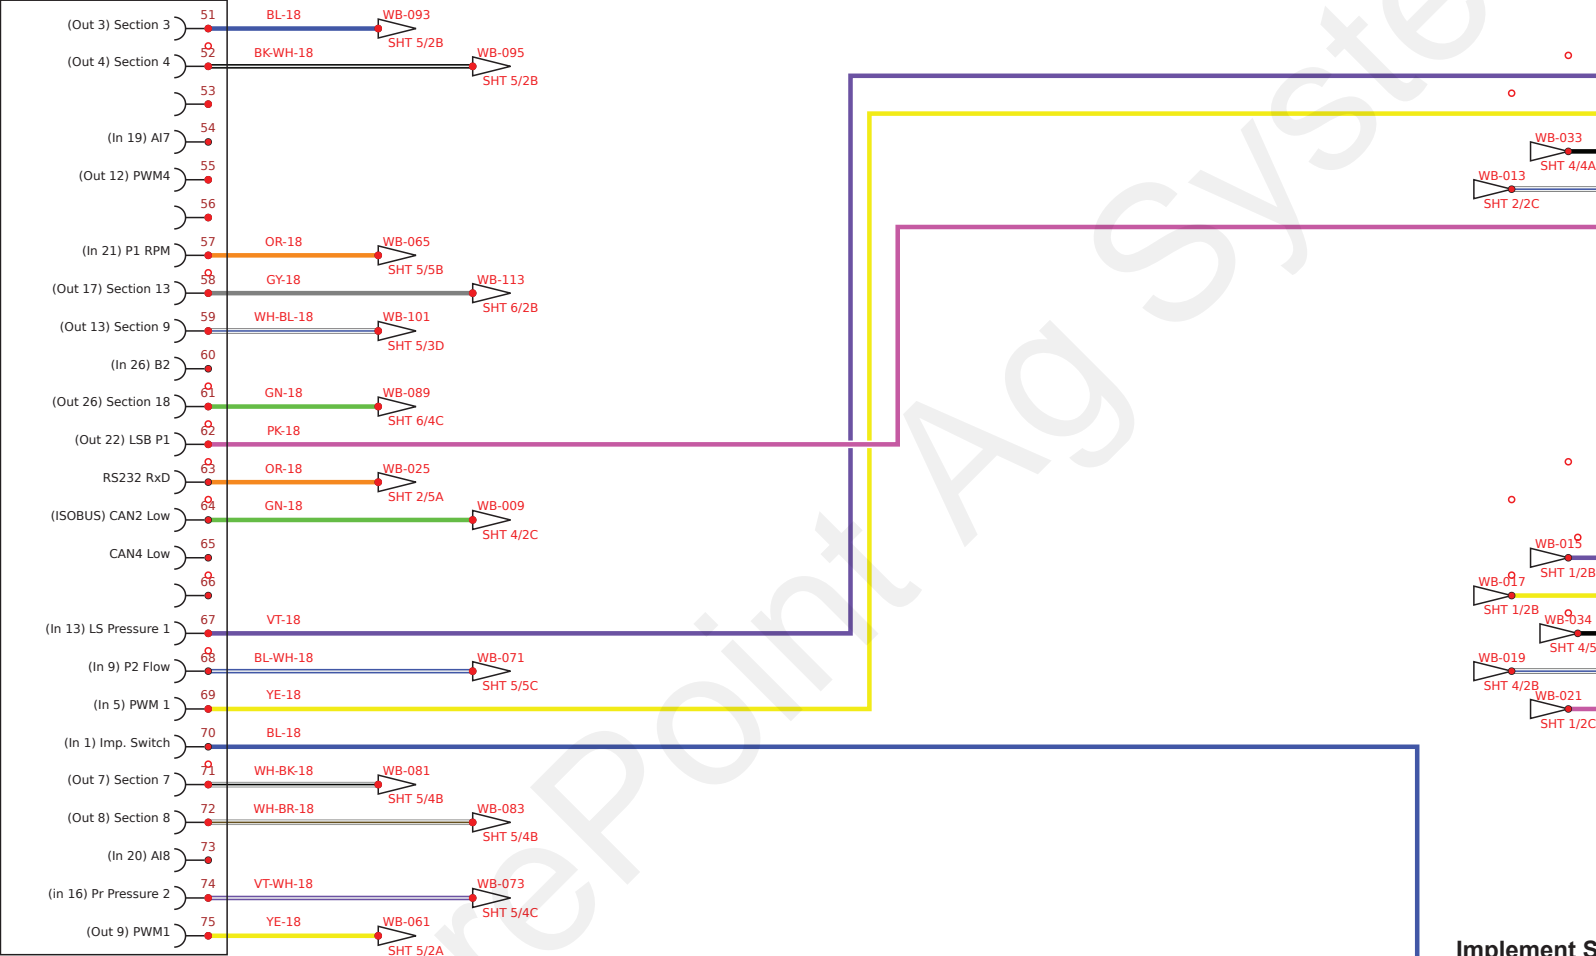 (Out 3) Section 3 51 BL-18 WB-093
SHT 5/2B
(Out 4) Section 4 52 BK-WH-18 WB-095
SHT 5/2B
53
(In 19) AI7 54
(Out 12) PWM4 55
56
(In 21) P1 RPM 57 OR-18 WB-065
SHT 5/5B
(Out 17) Section 13 58 GY-18 WB-113
SHT 6/2B
(Out 13) Section 9 59 WH-BL-18 WB-101
SHT 5/3D
(In 26) B2 60
(Out 26) Section 18 61 GN-18 WB-089
SHT 6/4C
(Out 22) LSB P1 62 PK-18
RS232 RxD 63 OR-18 WB-025
SHT 2/5A
(ISOBUS) CAN2 Low 64 GN-18 WB-009
SHT 4/2C
CAN4 Low 65
66
(In 13) LS Pressure 1 67 VT-18
(In 9) P2 Flow 68 BL-WH-18 WB-071
SHT 5/5C
(In 5) PWM 1 69 YE-18
(In 1) Imp. Switch 70 BL-18
(Out 7) Section 7 71 WH-BK-18 WB-081
SHT 5/4B
(Out 8) Section 8 72 WH-BR-18 WB-083
SHT 5/4B
(In 20) AI8 73
(in 16) Pr Pressure 2 74 VT-WH-18 WB-073
SHT 5/4C
(Out 9) PWM1 75 YE-18 WB-061
SHT 5/2A
WB-033
SHT 4/4A
WB-013
SHT 2/2C
WB-015
SHT 1/2B
WB-017
SHT 1/2B
WB-034
SHT 4/5
WB-019
SHT 4/2B
WB-021
SHT 1/2C
Implement S
rePoint Ag Syste